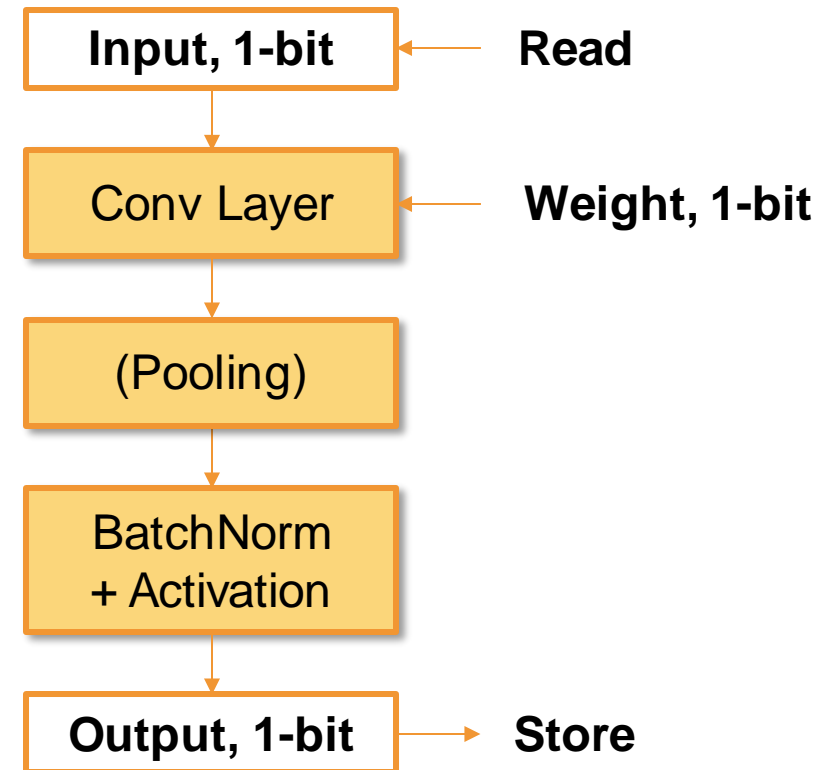 Input, 1-bit
Read
Conv Layer
Weight, 1-bit
(Pooling)
BatchNorm
+ Activation
Output, 1-bit
Store